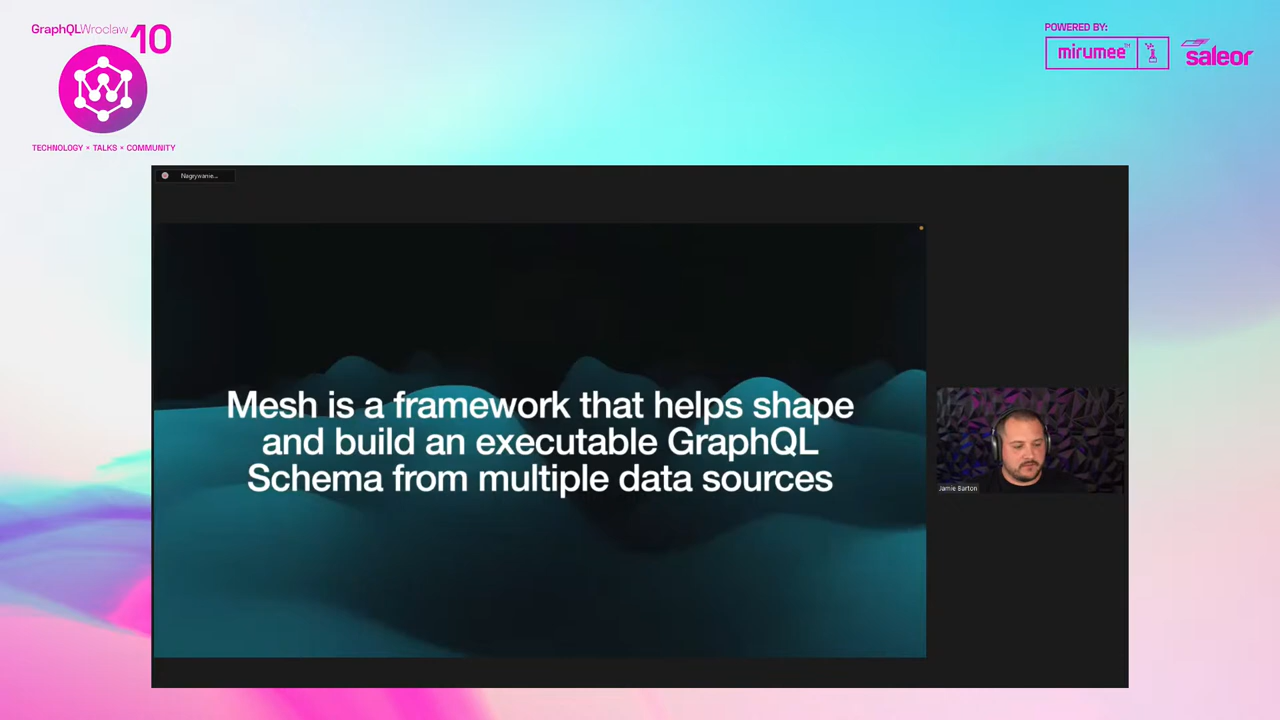 GraphQLWroclaw 10
TECHNOLOGY × TALKS × COMMUNITY
POWERED BY:
mirumee
saleor
Nagrywanie...
Mesh is a framework that helps shape
and build an executable GraphQL
Schema from multiple data sources
Jamie Barton